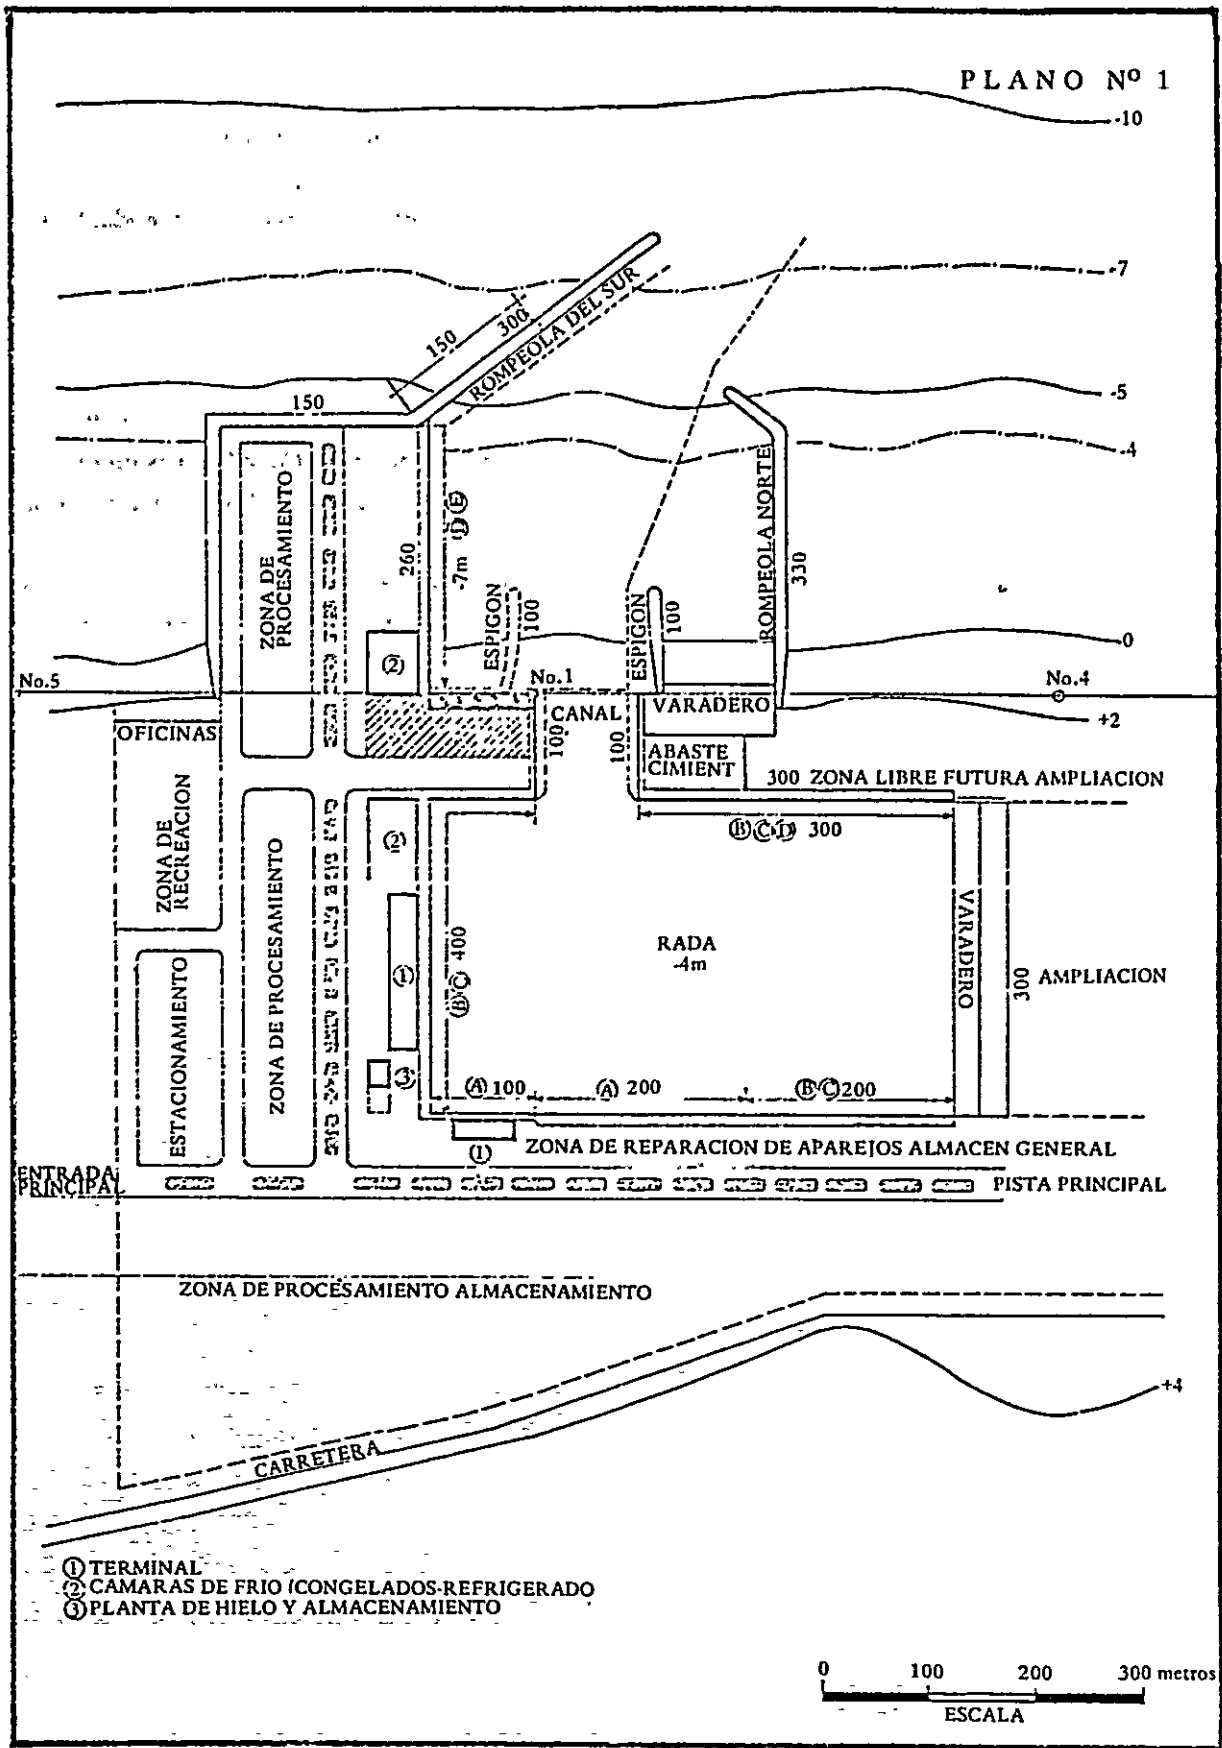 PLANO Nº 1
-10
-7
ROMPEOLA DEL SUR
300
150
-5
150
-4
ZONA DE
PROCESAMIENTO
260
-7m Ⓓ Ⓔ
ROMPEOLA NORTE
330
ESPIGON
100
ESPIGON
100
0
②
No.5
No.1
No.4
CANAL
VARADERO
+2
OFICINAS
100
100
ABASTE
CIMIENT
300 ZONA LIBRE FUTURA AMPLIACION
ZONA DE
RECREACION
②
Ⓑ Ⓒ Ⓓ 300
ZONA DE PROCESAMIENTO
RADA
-4m
VARADERO
Ⓑ Ⓒ 400
①
300
AMPLIACION
ESTACIONAMIENTO
③
Ⓐ 100
Ⓐ 200
Ⓑ Ⓒ 200
①
ZONA DE REPARACION DE APAREJOS ALMACEN GENERAL
ENTRADA
PRINCIPAL
PISTA PRINCIPAL
ZONA DE PROCESAMIENTO ALMACENAMIENTO
+4
CARRETERA
① TERMINAL
② CAMARAS DE FRIO (CONGELADOS-REFRIGERADO
③ PLANTA DE HIELO Y ALMACENAMIENTO
0 100 200 300 metros
ESCALA